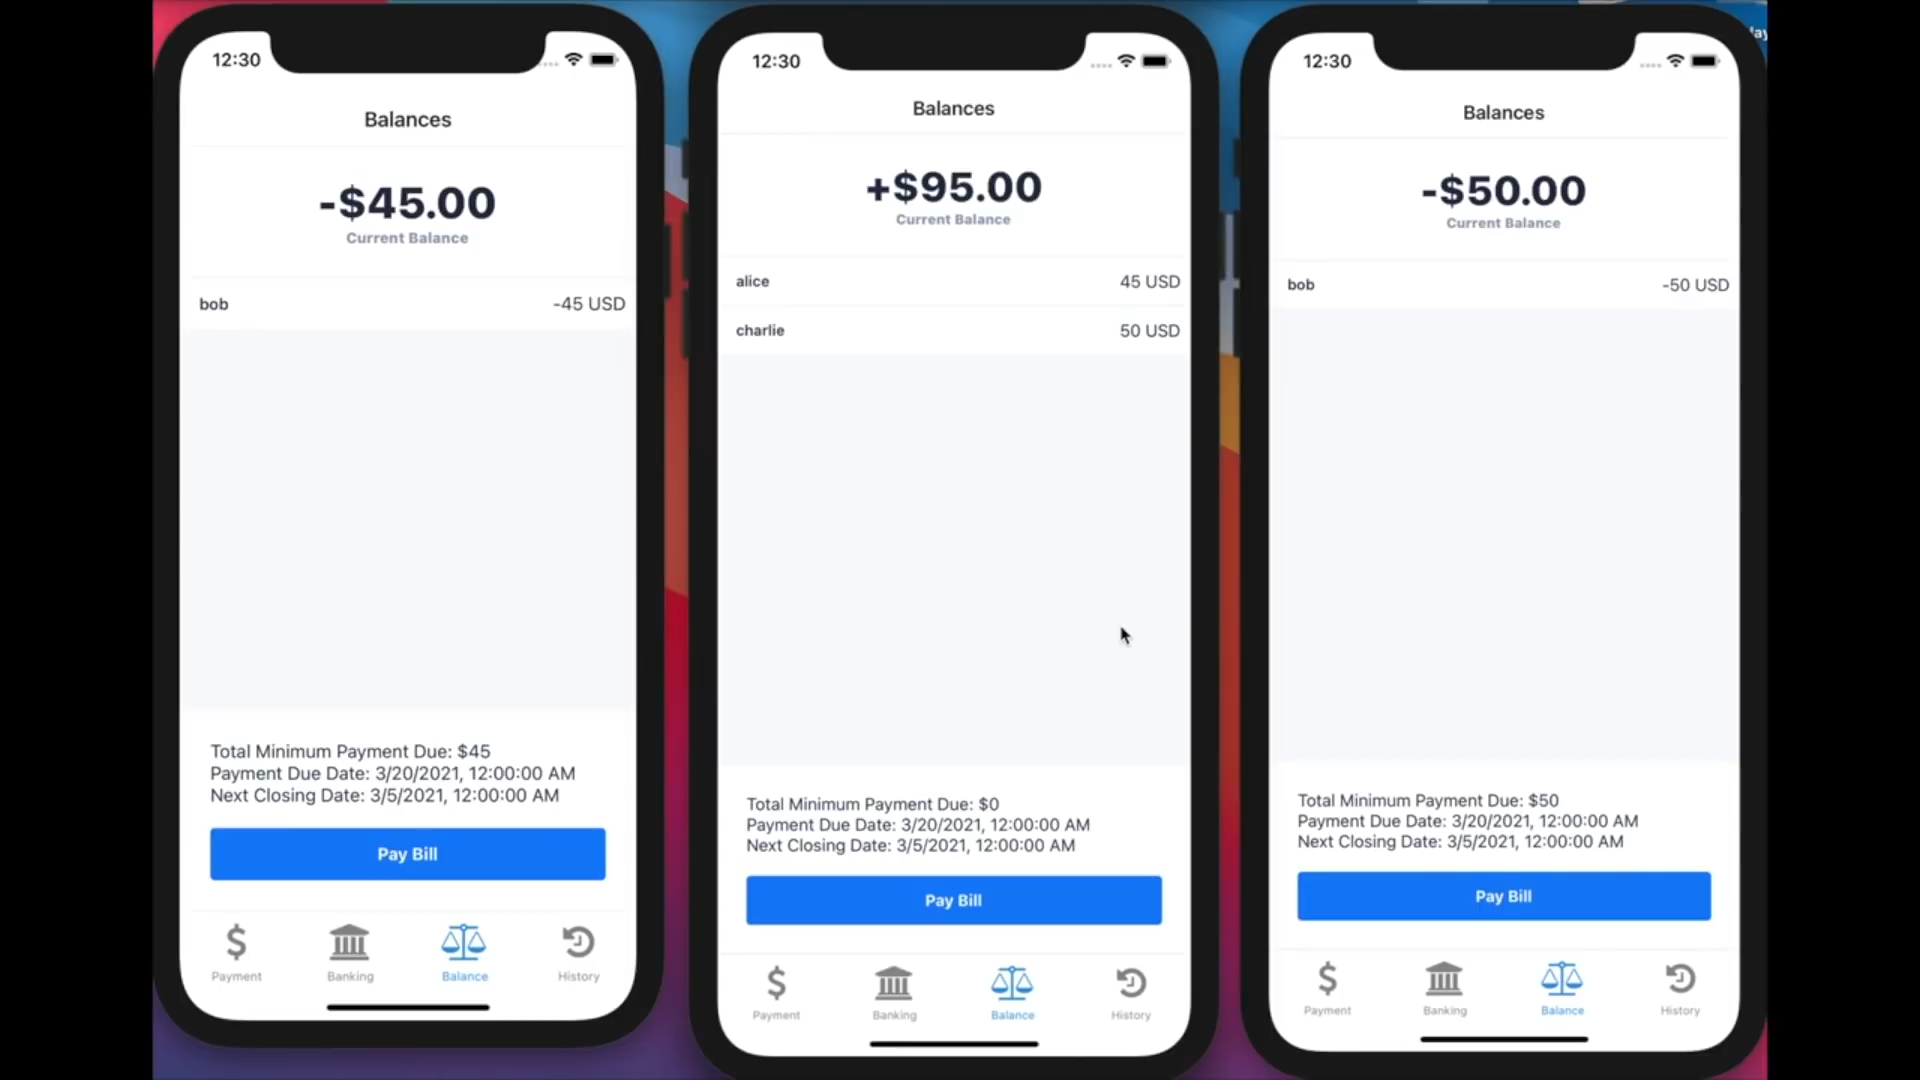 12:30
Balances
-$45.00
Current Balance
bob -45 USD
Total Minimum Payment Due: $45
Payment Due Date: 3/20/2021, 12:00:00 AM
Next Closing Date: 3/5/2021, 12:00:00 AM
Pay Bill
Payment Banking Balance History
12:30
Balances
+$95.00
Current Balance
alice 45 USD
charlie 50 USD
Total Minimum Payment Due: $0
Payment Due Date: 3/20/2021, 12:00:00 AM
Next Closing Date: 3/5/2021, 12:00:00 AM
Pay Bill
Payment Banking Balance History
12:30
Balances
-$50.00
Current Balance
bob -50 USD
Total Minimum Payment Due: $50
Payment Due Date: 3/20/2021, 12:00:00 AM
Next Closing Date: 3/5/2021, 12:00:00 AM
Pay Bill
Payment Banking Balance History